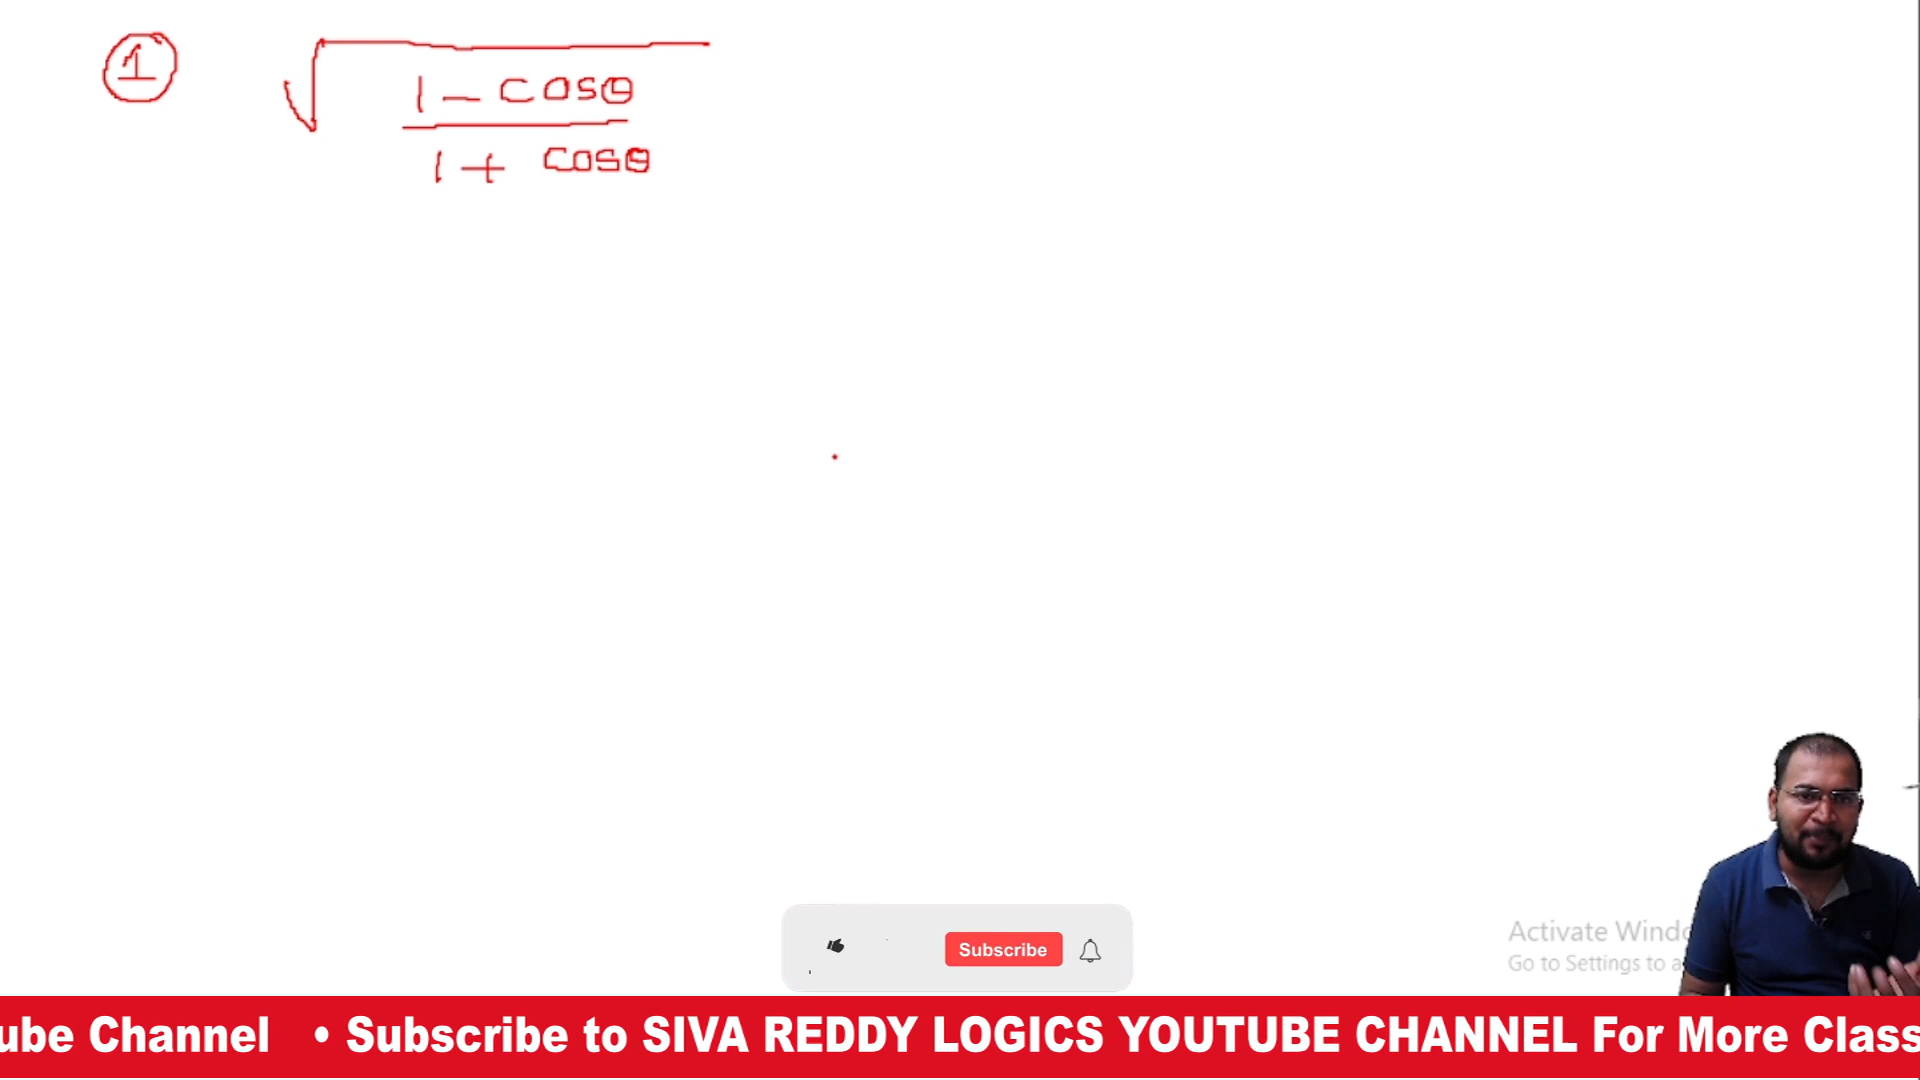 1
√
1 - cosθ
1 + cosθ
Subscribe
Activate Wind
Go to Settings to a
ube Channel • Subscribe to SIVA REDDY LOGICS YOUTUBE CHANNEL For More Class